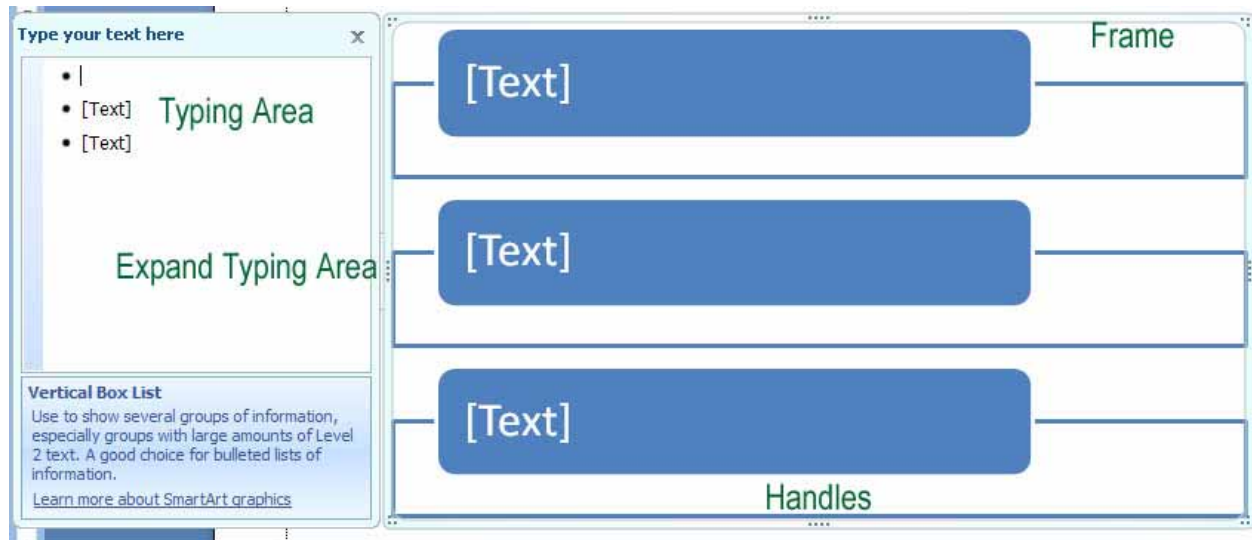 Type your text here
x
• |
• [Text]
• [Text]
Typing Area
Expand Typing Area
Vertical Box List
Use to show several groups of information,
especially groups with large amounts of Level
2 text. A good choice for bulleted lists of
information.
Learn more about SmartArt graphics
Frame
[Text]
[Text]
[Text]
Handles